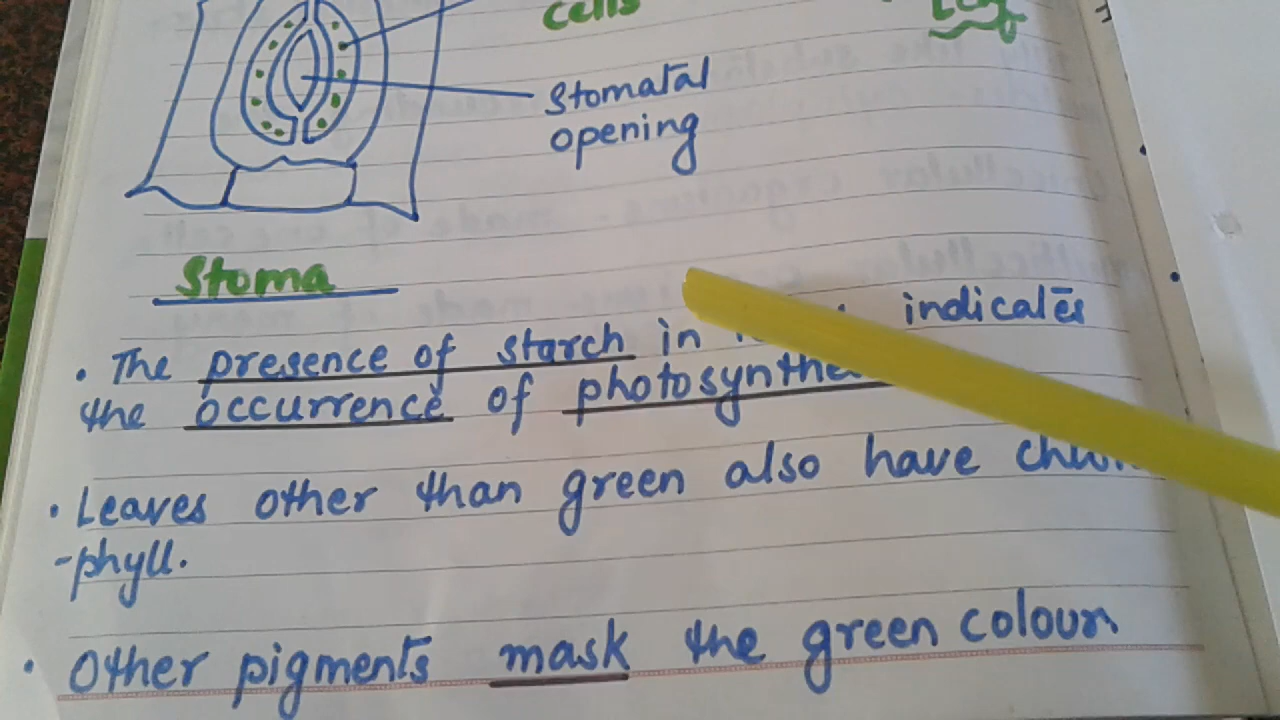 cells
Stomatal
opening
Stoma
. The presence of starch in indicates
the occurrence of
. Leaves other than green also have
-phyll.
. Other pigments mask the green colour